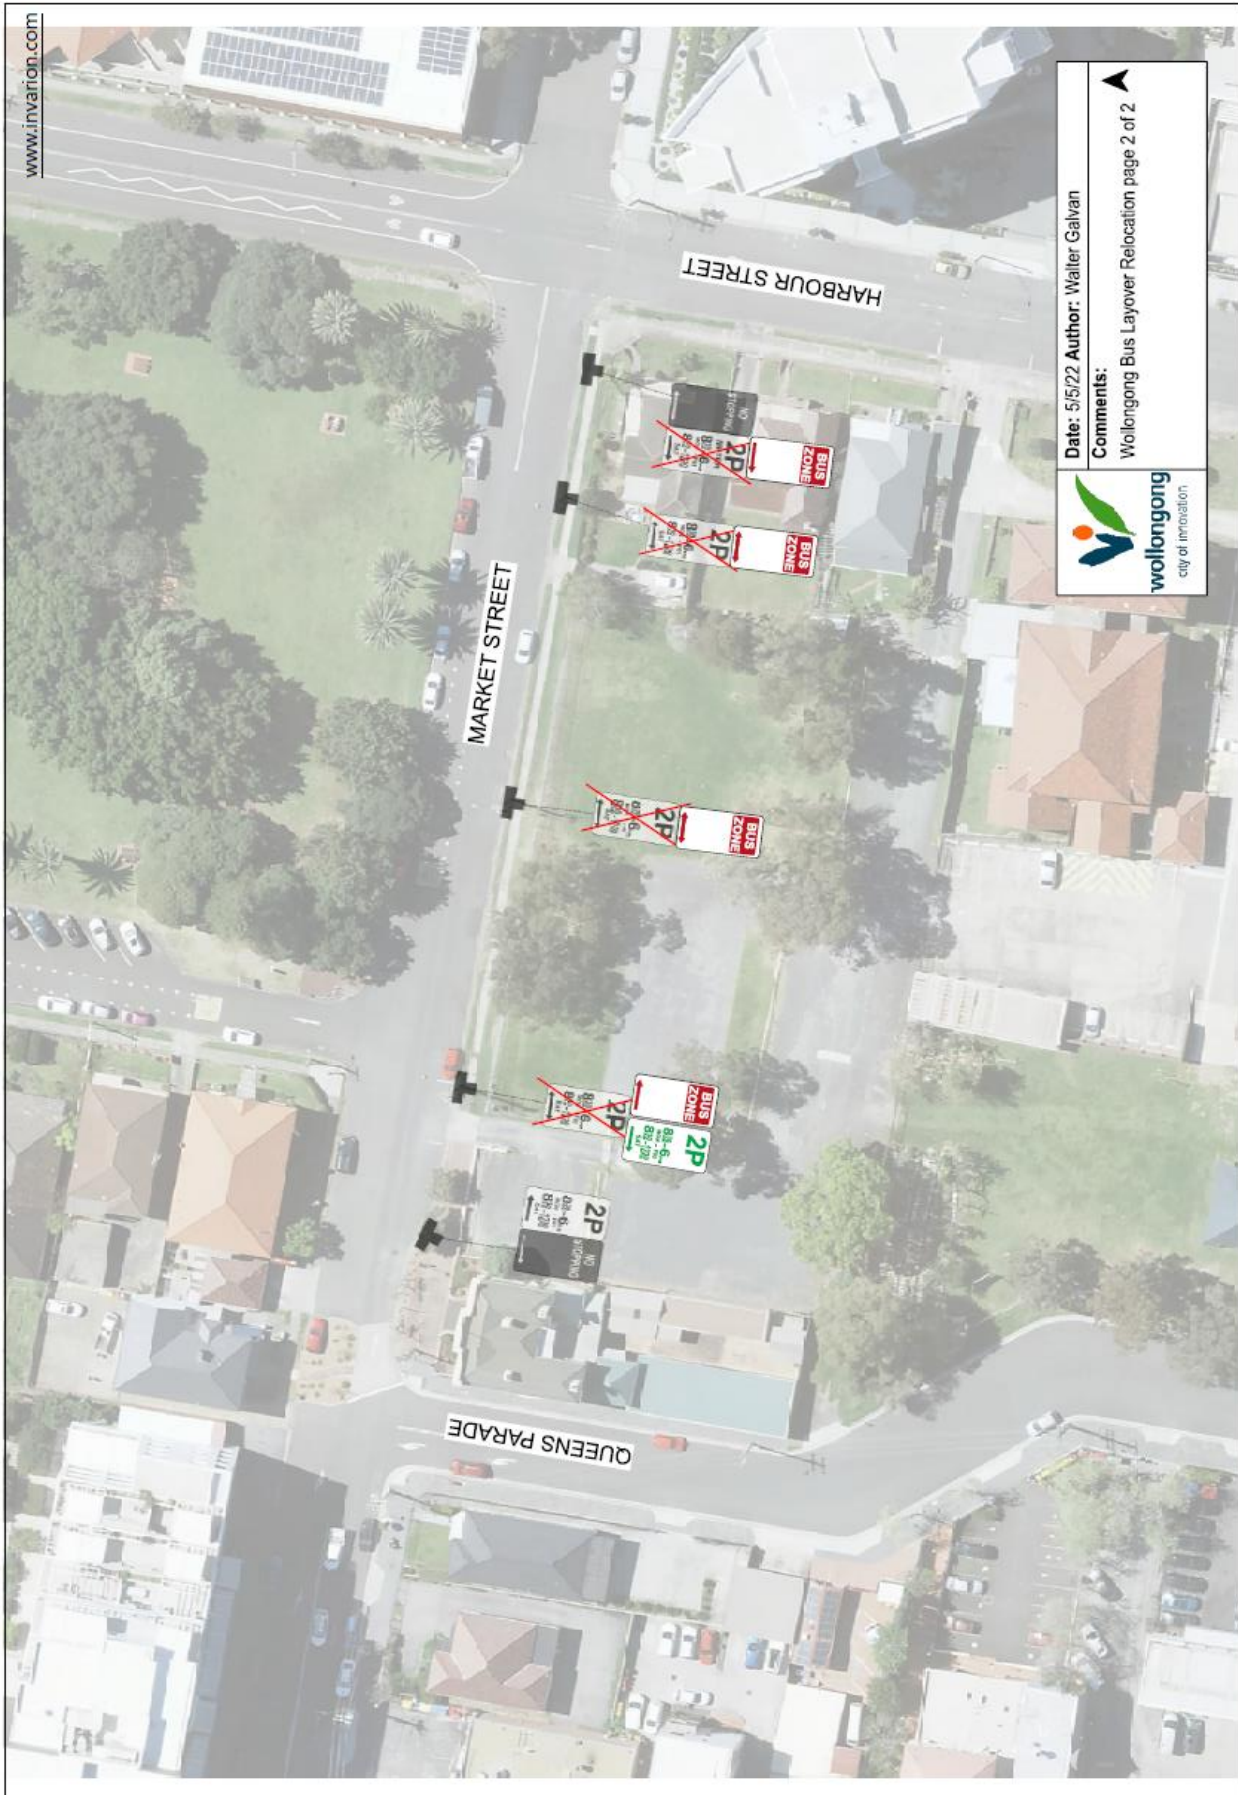 www.invarion.com
Date: 5/5/22 Author: Walter Galvan
Comments:
Wollongong Bus Layover Relocation page 2 of 2
wollongong
city of innovation
HARBOUR STREET
MARKET STREET
QUEENS PARADE
NO
STOPPING
2P
BUS
ZONE
2P
BUS
ZONE
2P
BUS
ZONE
2P
BUS
ZONE
2P
2P
NO
STOPPING